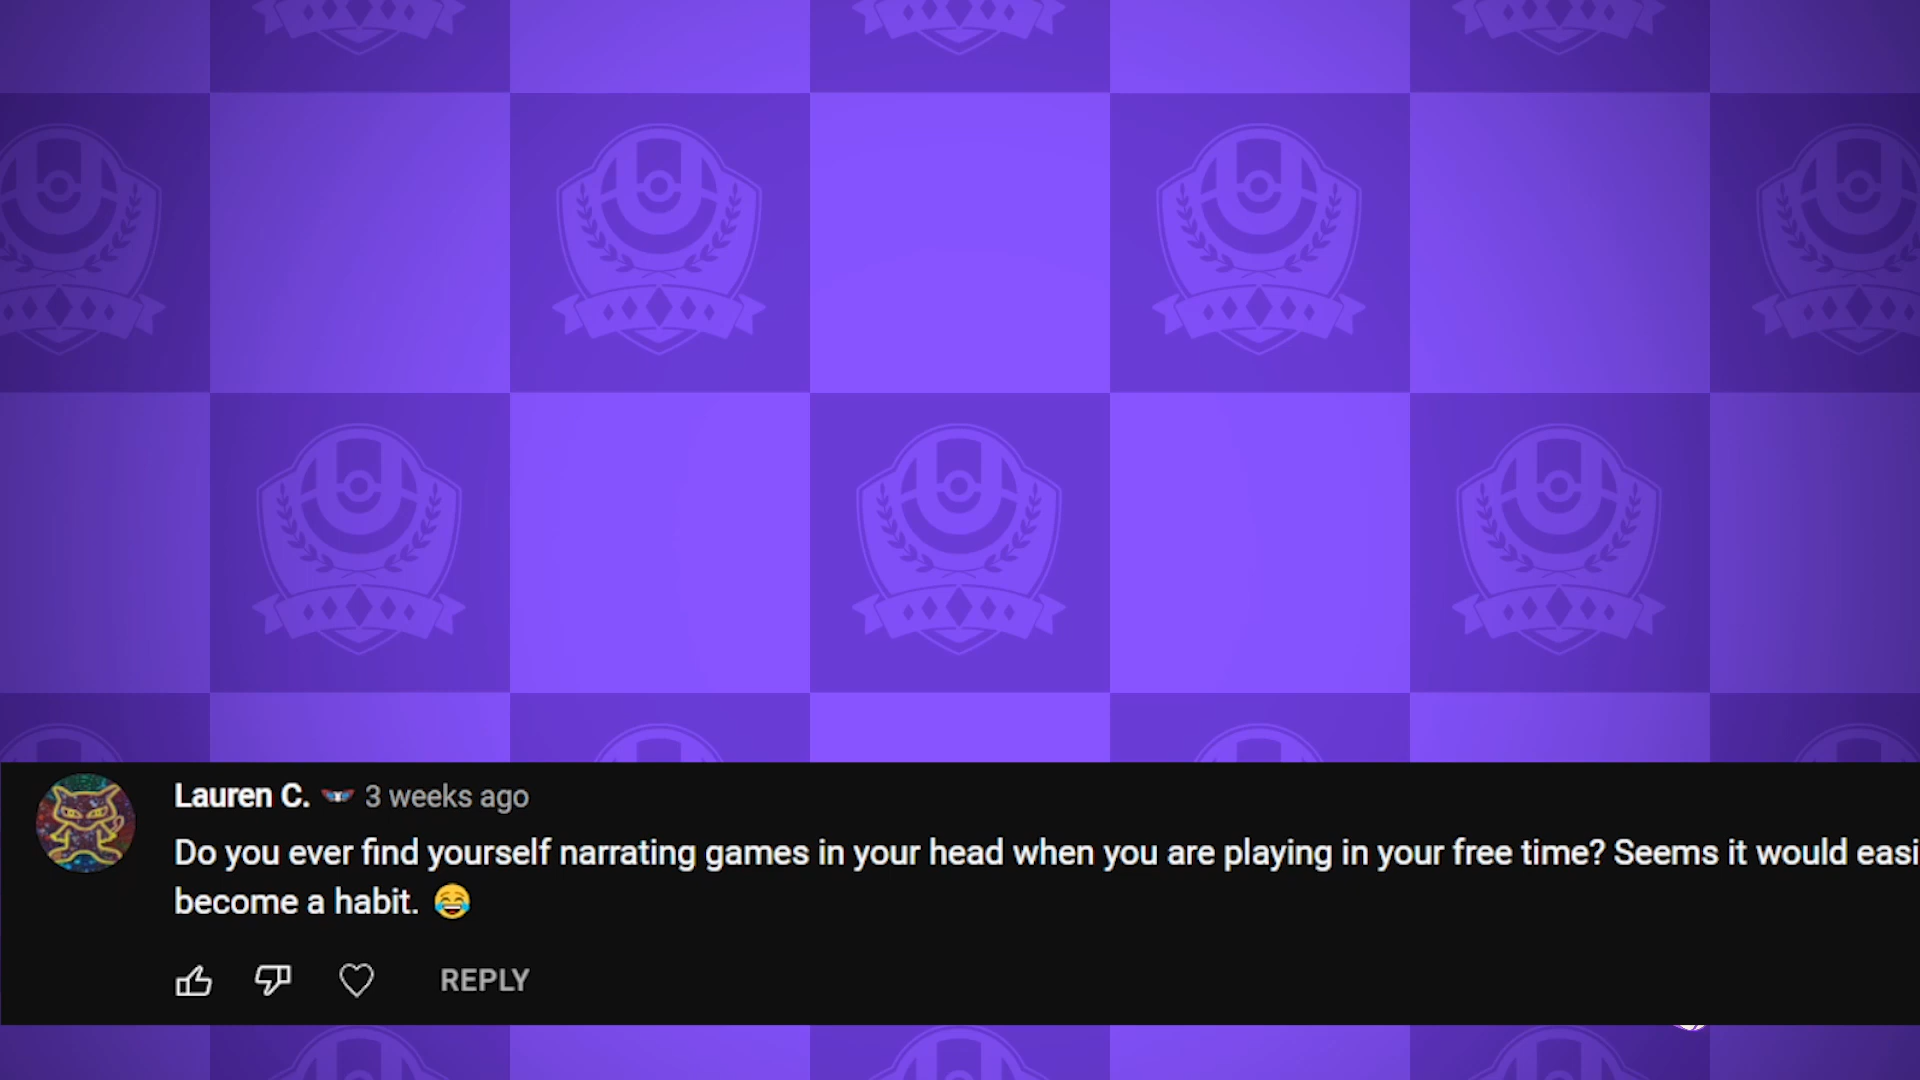 Lauren C. 3 weeks ago
Do you ever find yourself narrating games in your head when you are playing in your free time? Seems it would easi
become a habit. 😂
REPLY